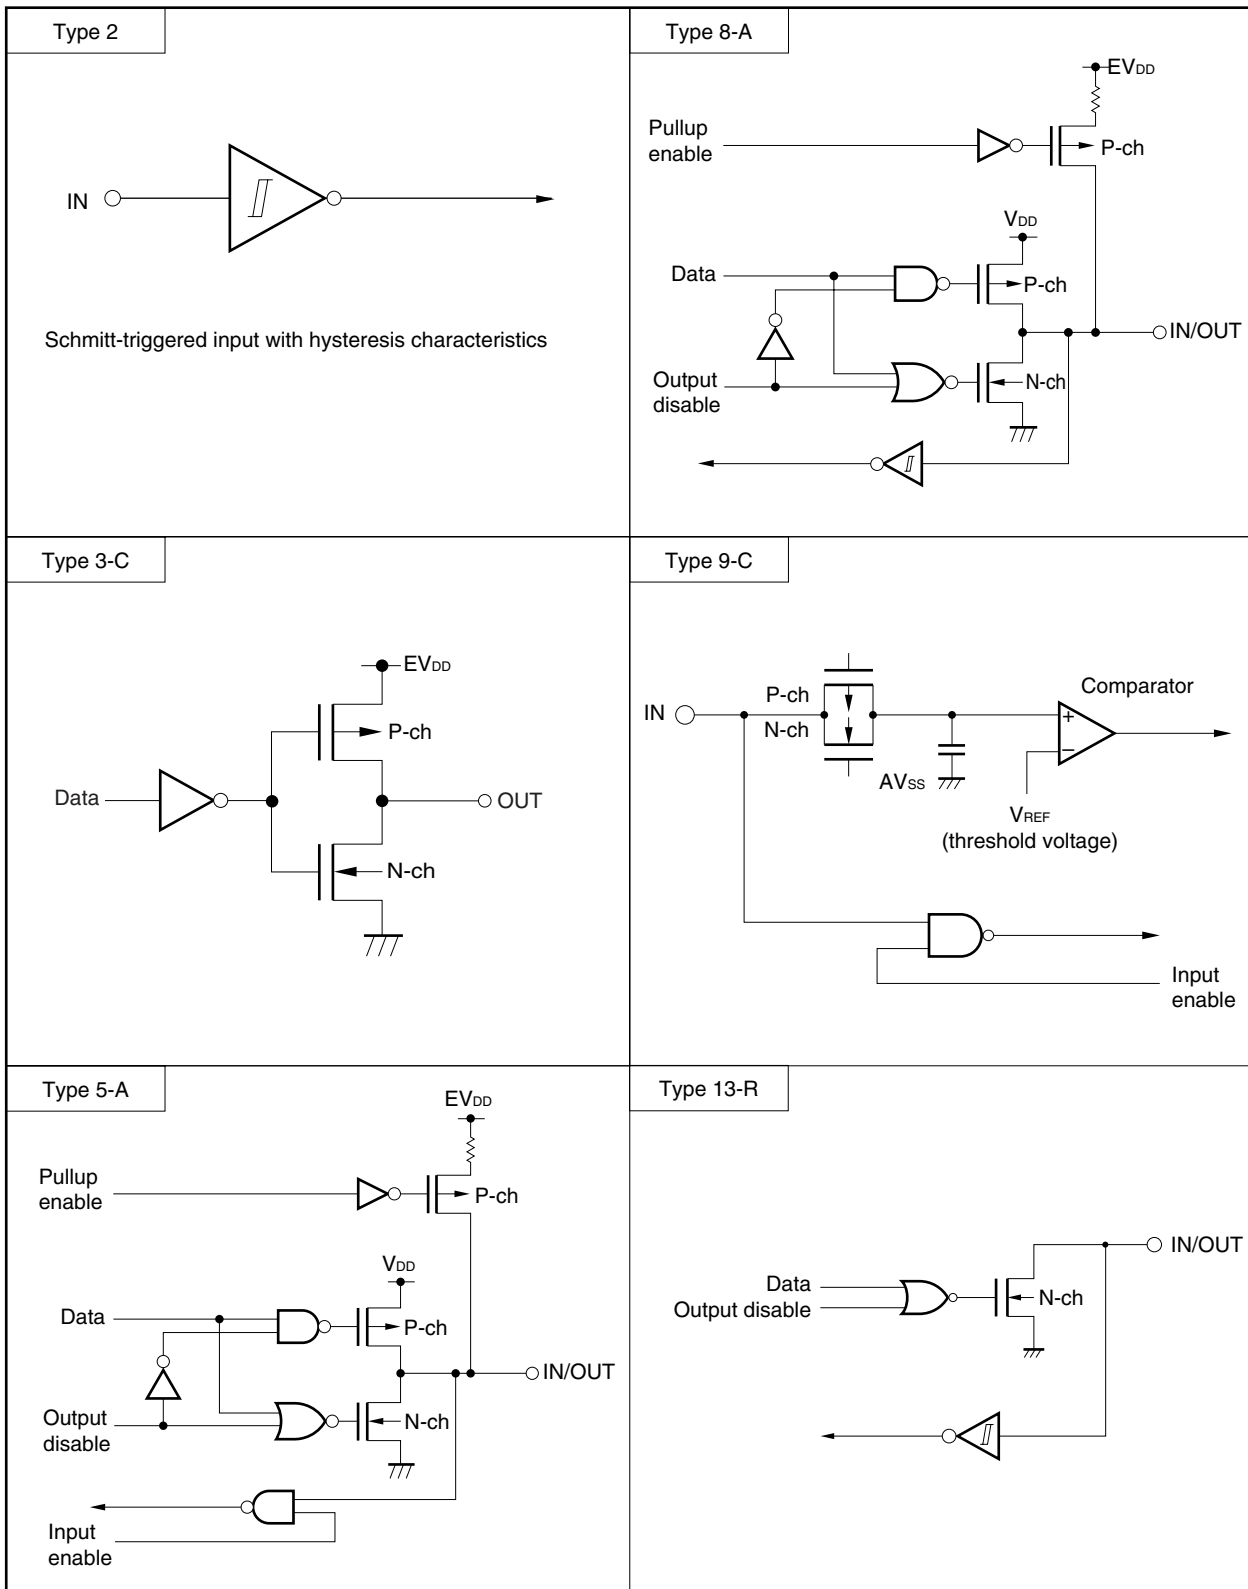 Type 2
IN
Schmitt-triggered input with hysteresis characteristics
Type 8-A
EVDD
Pullup
enable
P-ch
VDD
Data
P-ch
IN/OUT
Output
disable
N-ch
Type 3-C
EVDD
P-ch
Data
OUT
N-ch
Type 9-C
P-ch
Comparator
IN
+
N-ch
−
AVSS
VREF
(threshold voltage)
Input
enable
Type 5-A
EVDD
Pullup
enable
P-ch
VDD
Data
P-ch
IN/OUT
Output
disable
N-ch
Input
enable
Type 13-R
IN/OUT
Data
Output disable
N-ch